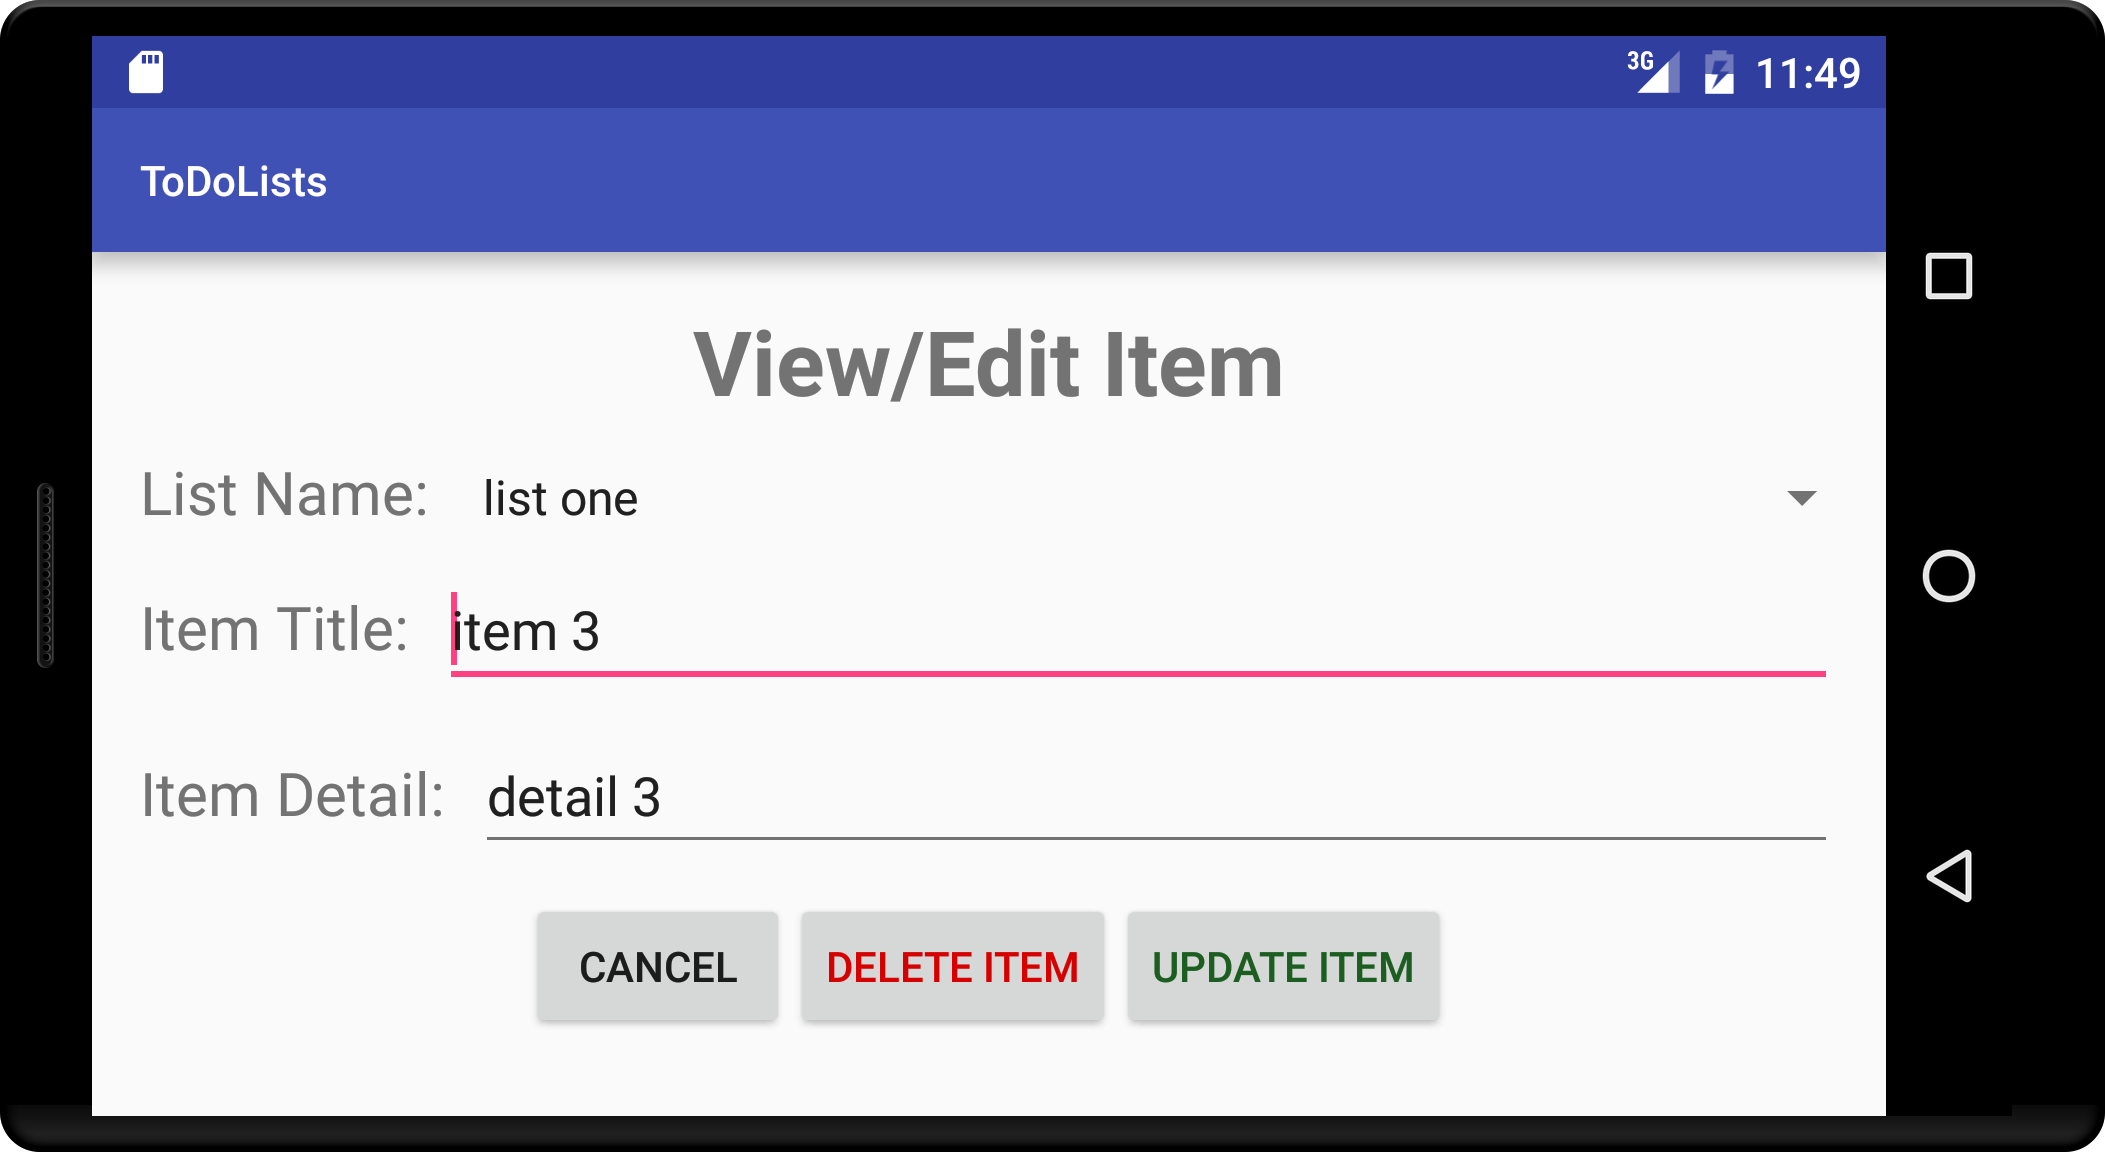 3G 11:49
ToDoLists
View/Edit Item
List Name: list one
Item Title: item 3
Item Detail: detail 3
CANCEL DELETE ITEM UPDATE ITEM